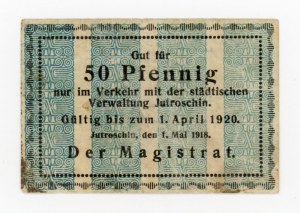 Gut für
50 Pfennig
nur im Verkehr mit der städtischen
Verwaltung Jutroschin.
Gültig bis zum 1. April 1920.
Jutroschin, den 1. Mai 1918.
Der Magistrat.